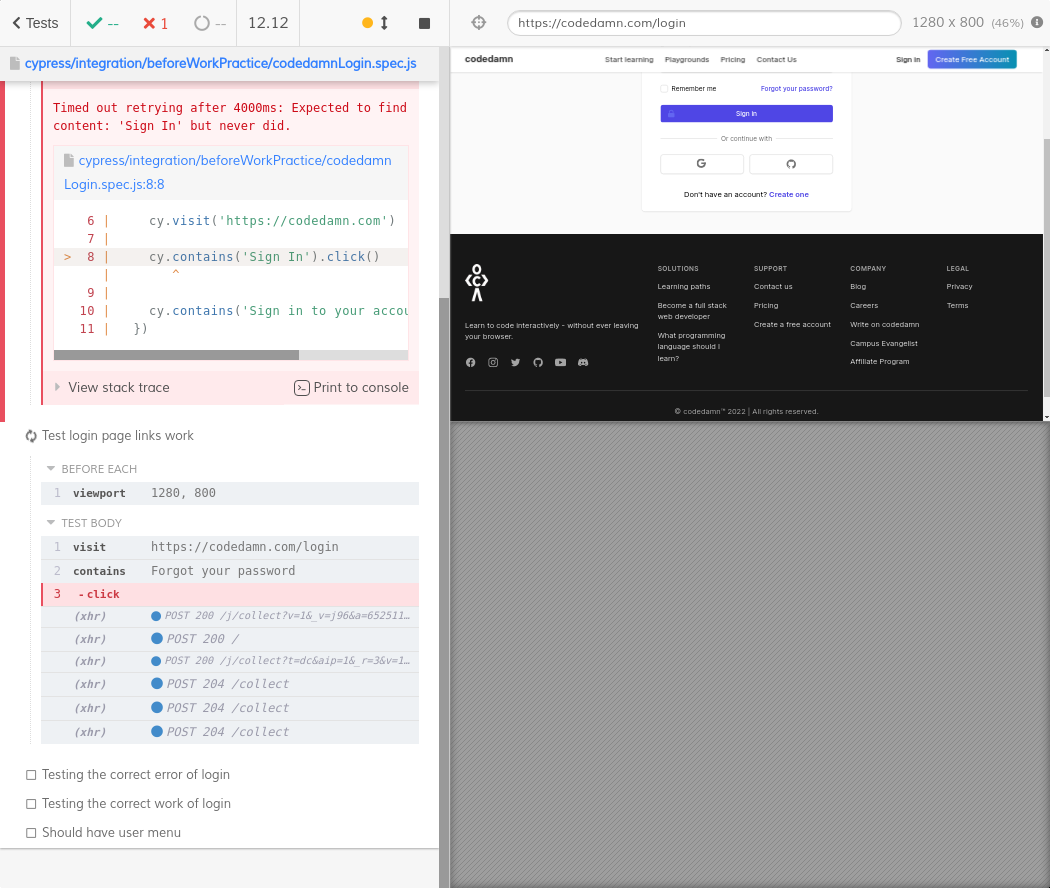 Tests -- 1 -- 12.12
https://codedamn.com/login 1280 x 800 (46%)
cypress/integration/beforeWorkPractice/codedamnLogin.spec.js
Timed out retrying after 4000ms: Expected to find
content: 'Sign In' but never did.
cypress/integration/beforeWorkPractice/codedamn
Login.spec.js:8:8
6 | cy.visit('https://codedamn.com')
7 |
> 8 | cy.contains('Sign In').click()
| ^
9 |
10 | cy.contains('Sign in to your accou
11 | })
View stack trace
Print to console
Test login page links work
BEFORE EACH
1 viewport 1280, 800
TEST BODY
1 visit https://codedamn.com/login
2 contains Forgot your password
3 -click
(xhr) POST 200 /j/collect?v=1&_v=j96&a=652511…
(xhr) POST 200 /
(xhr) POST 200 /j/collect?t=dc&aip=1&_r=3&v=1…
(xhr) POST 204 /collect
(xhr) POST 204 /collect
(xhr) POST 204 /collect
Testing the correct error of login
Testing the correct work of login
Should have user menu
codedamn Start learning Playgrounds Pricing Contact Us Sign In Create Free Account
Remember me Forgot your password?
Sign in
Or continue with
G
Don't have an account? Create one
Learn to code interactively - without ever leaving
your browser.
SOLUTIONS
Learning paths
Become a full stack
web developer
What programming
language should I
learn?
SUPPORT
Contact us
Pricing
Create a free account
COMPANY
Blog
Careers
Write on codedamn
Campus Evangelist
Affiliate Program
LEGAL
Privacy
Terms
© codedamn™ 2022 | All rights reserved.